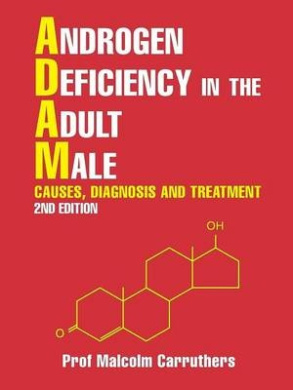 ANDROGEN
DEFICIENCY IN THE
ADULT
MALE
CAUSES, DIAGNOSIS AND TREATMENT
2ND EDITION
OH
O
Prof Malcolm Carruthers